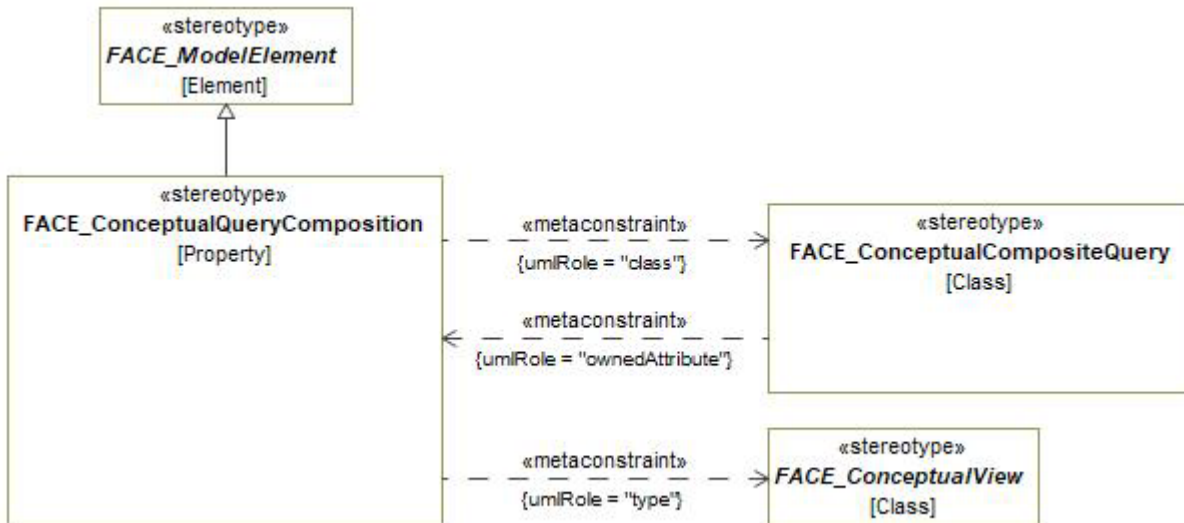 «stereotype»
FACE_ModelElement
[Element]
«stereotype»
FACE_ConceptualQueryComposition
[Property]
«metaconstraint»
{umlRole = "class"}
«stereotype»
FACE_ConceptualCompositeQuery
[Class]
«metaconstraint»
{umlRole = "ownedAttribute"}
«metaconstraint»
{umlRole = "type"}
«stereotype»
FACE_ConceptualView
[Class]